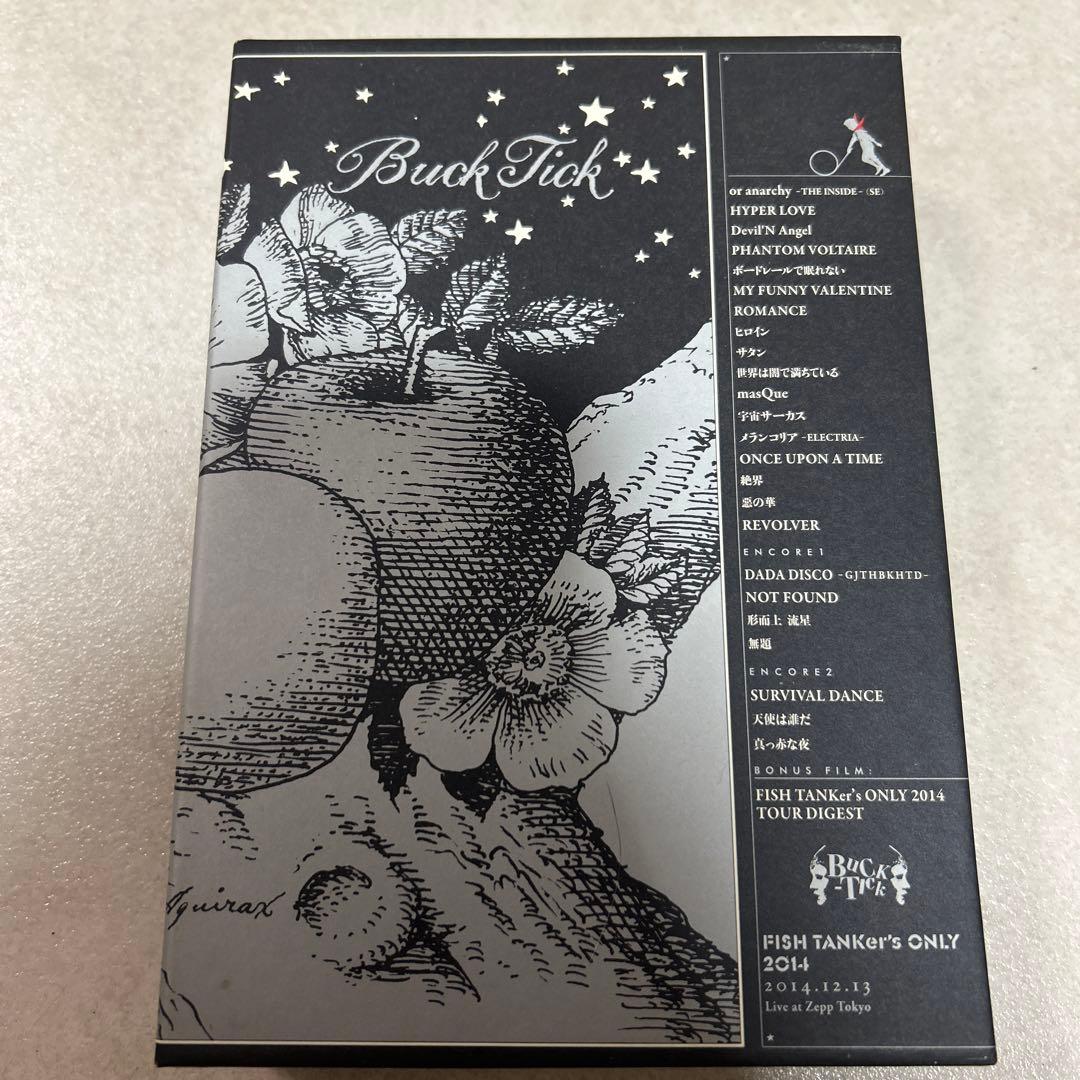 Buck Tick
Aquirax
or anarchy -THE INSIDE- (SE)
HYPER LOVE
Devil'N Angel
PHANTOM VOLTAIRE
ボードレールで眠れない
MY FUNNY VALENTINE
ROMANCE
ヒロイン
サタン
世界は闇で満ちている
masQue
宇宙サーカス
メランコリア -ELECTRIA-
ONCE UPON A TIME
絶界
惡の華
REVOLVER
ENCORE1
DADA DISCO -GJTHBKHTD-
NOT FOUND
形而上 流星
無題
ENCORE2
SURVIVAL DANCE
天使は誰だ
真っ赤な夜
BONUS FILM:
FISH TANKer's ONLY 2014
TOUR DIGEST
BUCK
-TICK
FISH TANKer's ONLY
2014
2014.12.13
Live at Zepp Tokyo